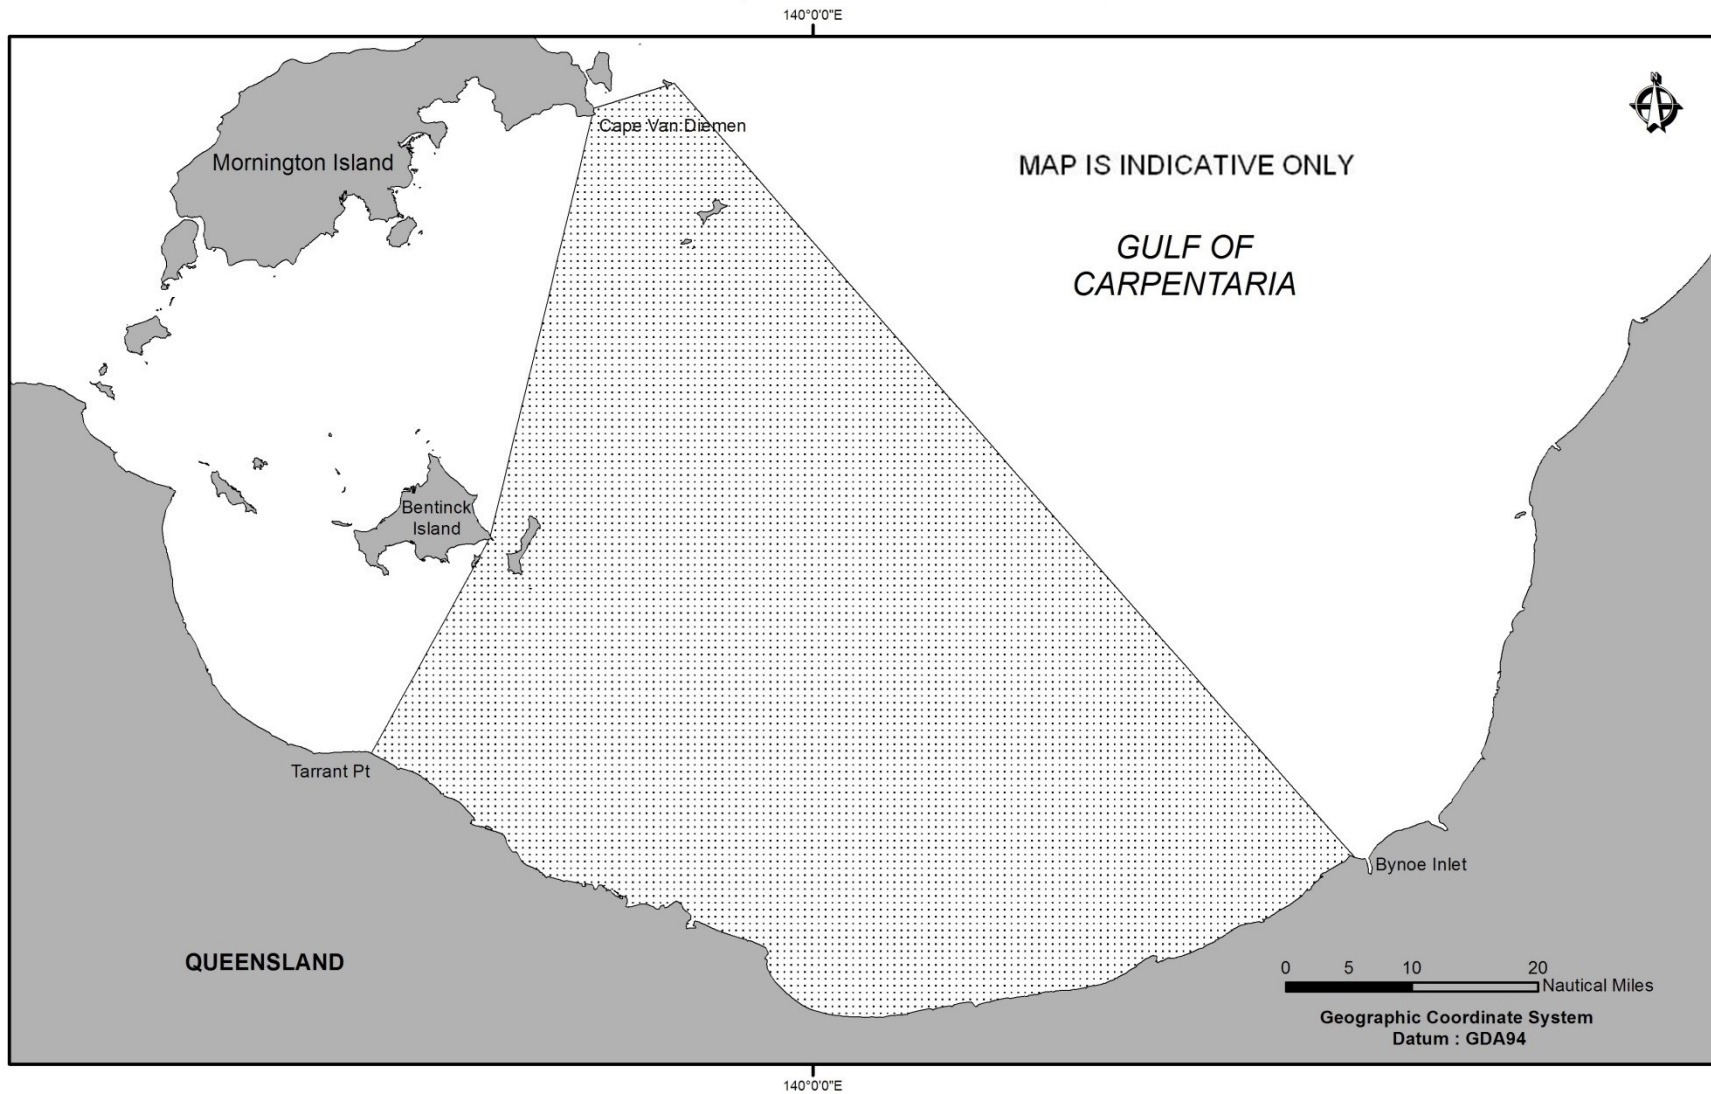 140°0'0"E
N
Cape Van Diemen
Mornington Island
MAP IS INDICATIVE ONLY
GULF OF
CARPENTARIA
Bentinck
Island
Tarrant Pt
Bynoe Inlet
QUEENSLAND
0 5 10 20
Nautical Miles
Geographic Coordinate System
Datum : GDA94
140°0'0"E